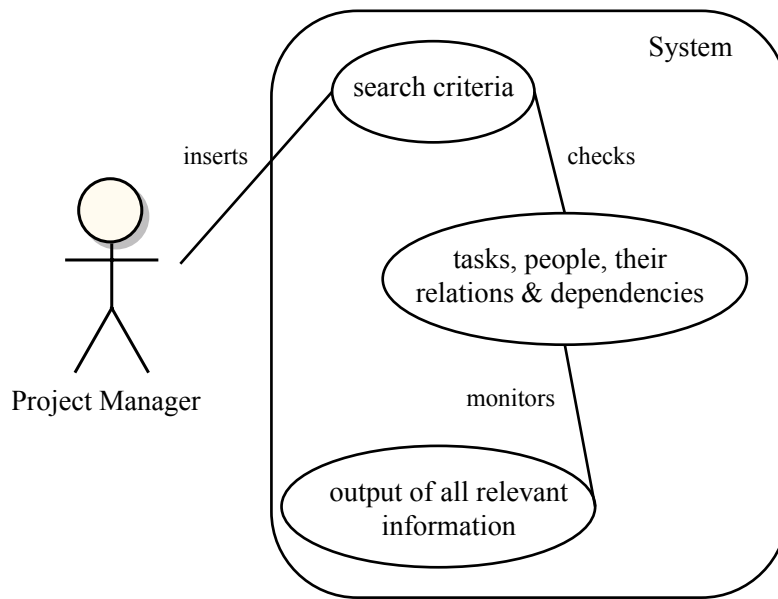 System
search criteria
inserts
checks
tasks, people, their
relations & dependencies
Project Manager
monitors
output of all relevant
information